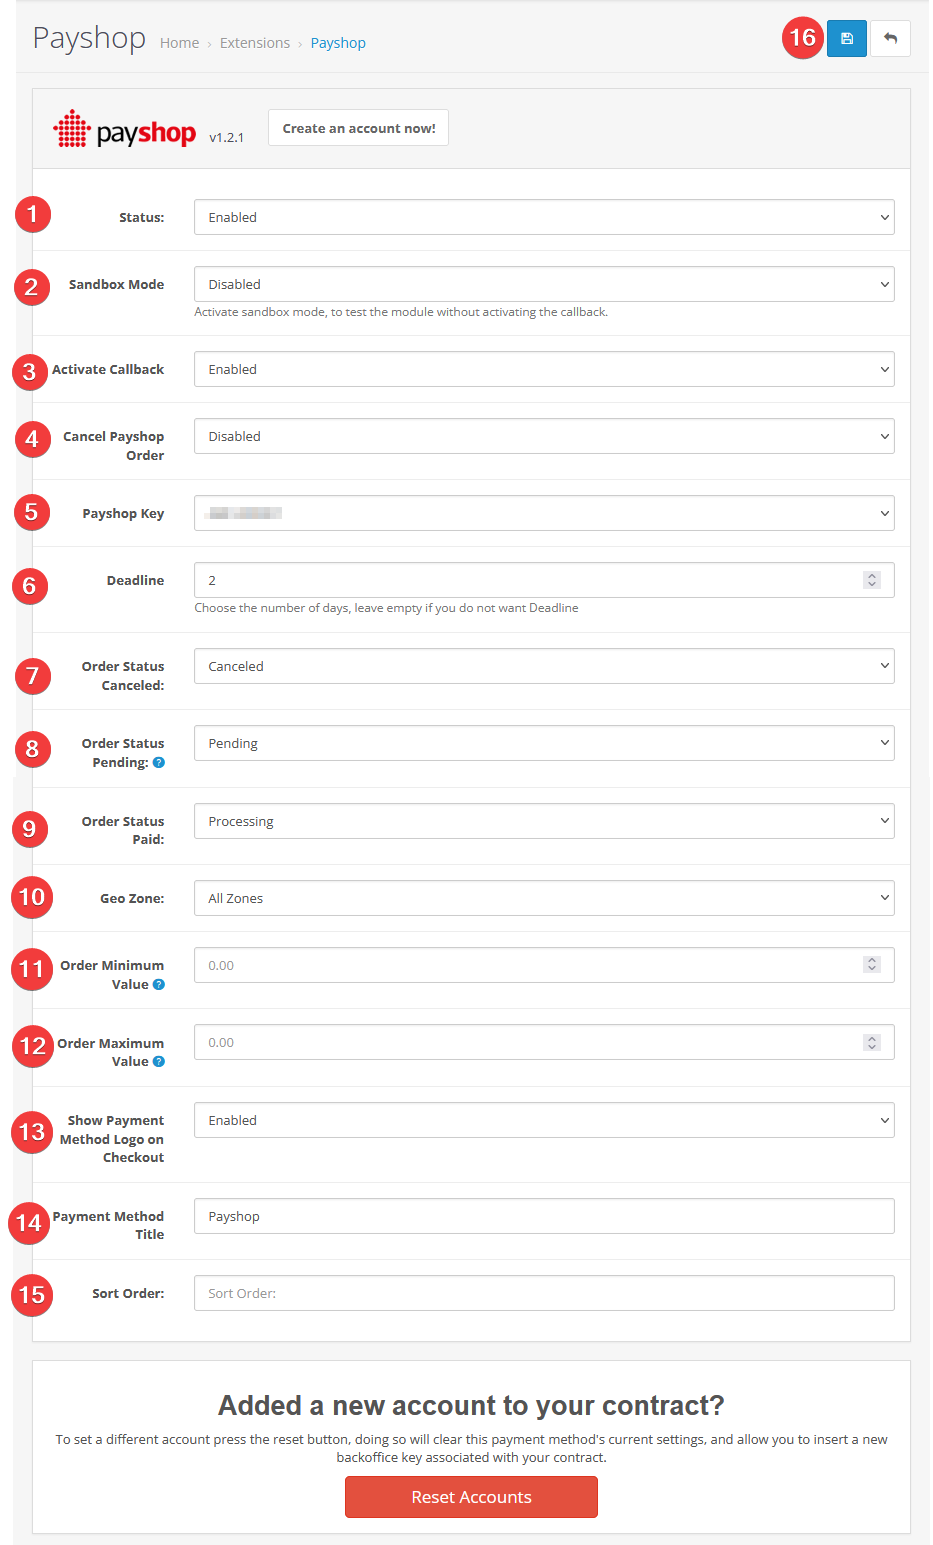 Payshop Home › Extensions › Payshop 16
payshop v1.2.1 Create an account now!
1 Status: Enabled
2 Sandbox Mode Disabled
Activate sandbox mode, to test the module without activating the callback.
3 Activate Callback Enabled
4 Cancel Payshop Disabled
Order
5 Payshop Key
6 Deadline 2
Choose the number of days, leave empty if you do not want Deadline
7 Order Status Canceled
Canceled:
8 Order Status Pending
Pending: ?
9 Order Status Processing
Paid:
10 Geo Zone: All Zones
11 Order Minimum 0.00
Value ?
12 Order Maximum 0.00
Value ?
13 Show Payment Enabled
Method Logo on
Checkout
14 Payment Method Payshop
Title
15 Sort Order: Sort Order:
Added a new account to your contract?
To set a different account press the reset button, doing so will clear this payment method's current settings, and allow you to insert a new
backoffice key associated with your contract.
Reset Accounts